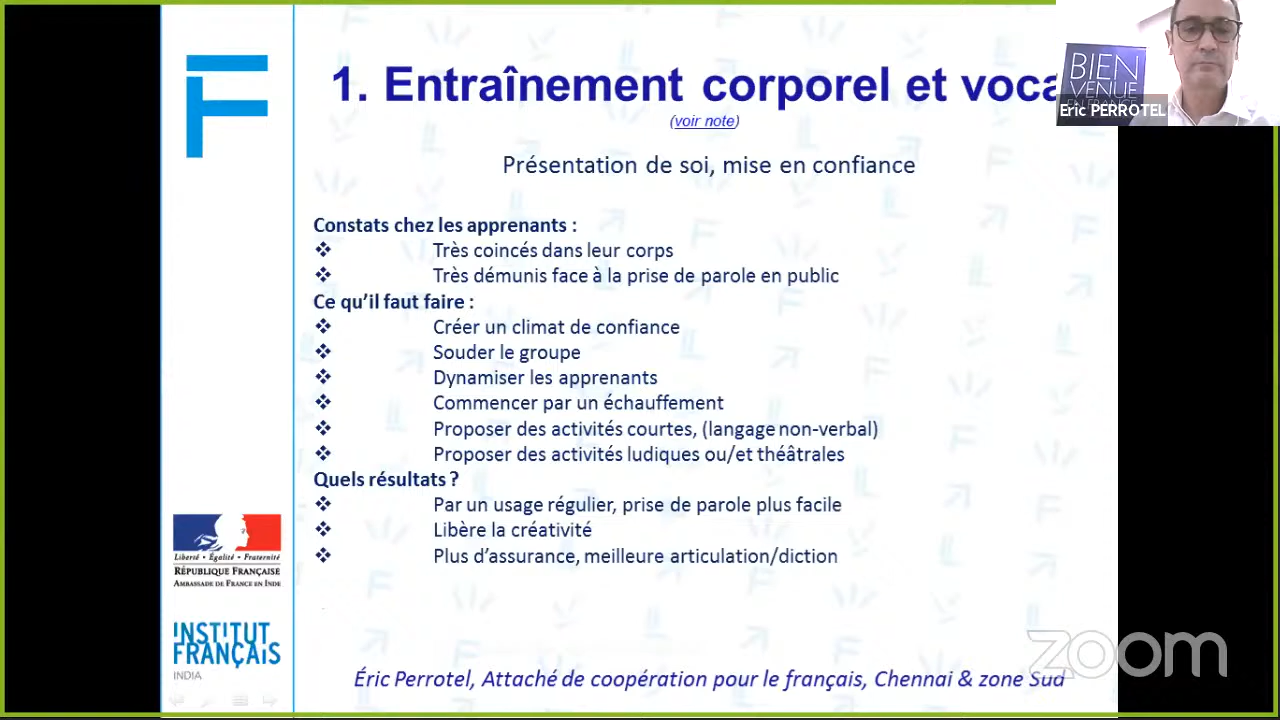 1. Entraînement corporel et voca
(voir note)
BIEN
VENUE
EN FRANCE
Eric PERROTEL
Présentation de soi, mise en confiance
Constats chez les apprenants :
❖ Très coincés dans leur corps
❖ Très démunis face à la prise de parole en public
Ce qu'il faut faire :
❖ Créer un climat de confiance
❖ Souder le groupe
❖ Dynamiser les apprenants
❖ Commencer par un échauffement
❖ Proposer des activités courtes, (langage non-verbal)
❖ Proposer des activités ludiques ou/et théâtrales
Quels résultats ?
❖ Par un usage régulier, prise de parole plus facile
❖ Libère la créativité
❖ Plus d'assurance, meilleure articulation/diction
Liberté • Égalité • Fraternité
RÉPUBLIQUE FRANÇAISE
AMBASSADE DE FRANCE EN INDE
INSTITUT
FRANÇAIS
INDIA
zoom
Éric Perrotel, Attaché de coopération pour le français, Chennai & zone Sud